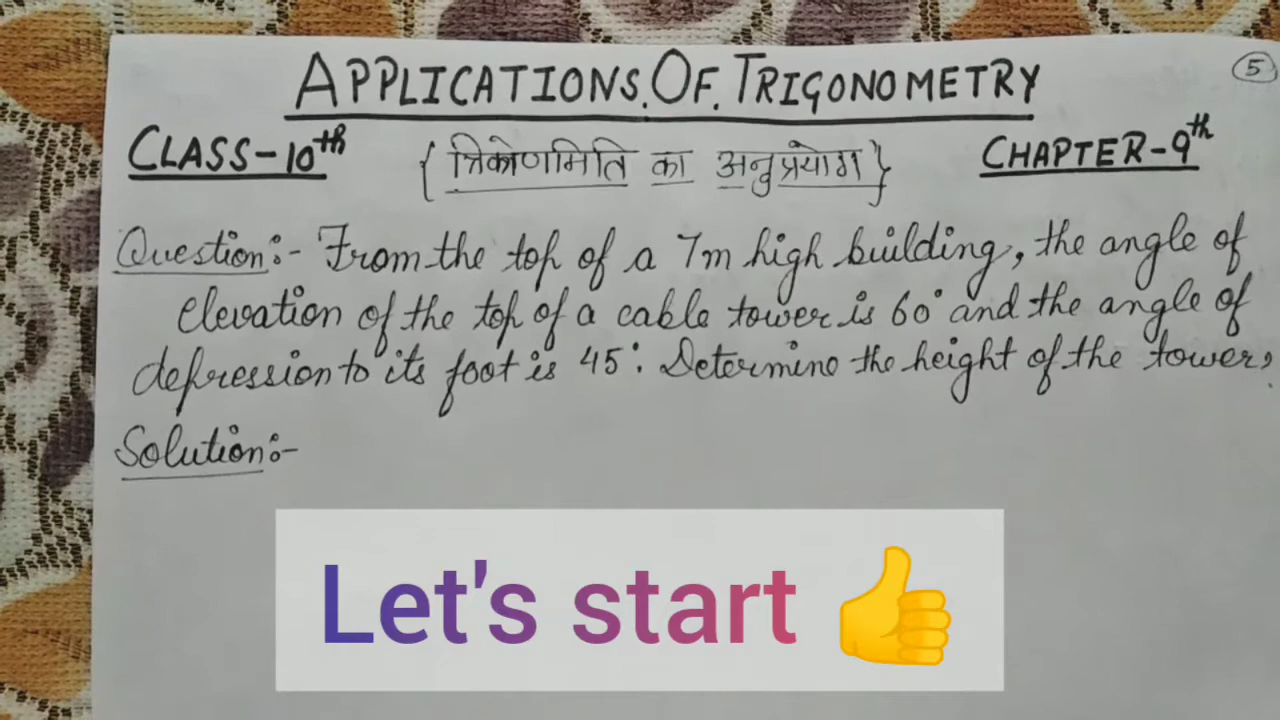 APPLICATIONS.OF.TRIGONOMETRY
5
CLASS-10th {त्रिकोणमिति का अनुप्रयोग} CHAPTER-9th
Question:- From the top of a 7m high building, the angle of
elevation of the top of a cable tower is 60° and the angle of
depression to its foot is 45°. Determine the height of the tower,
Solution:-
Let's start 👍